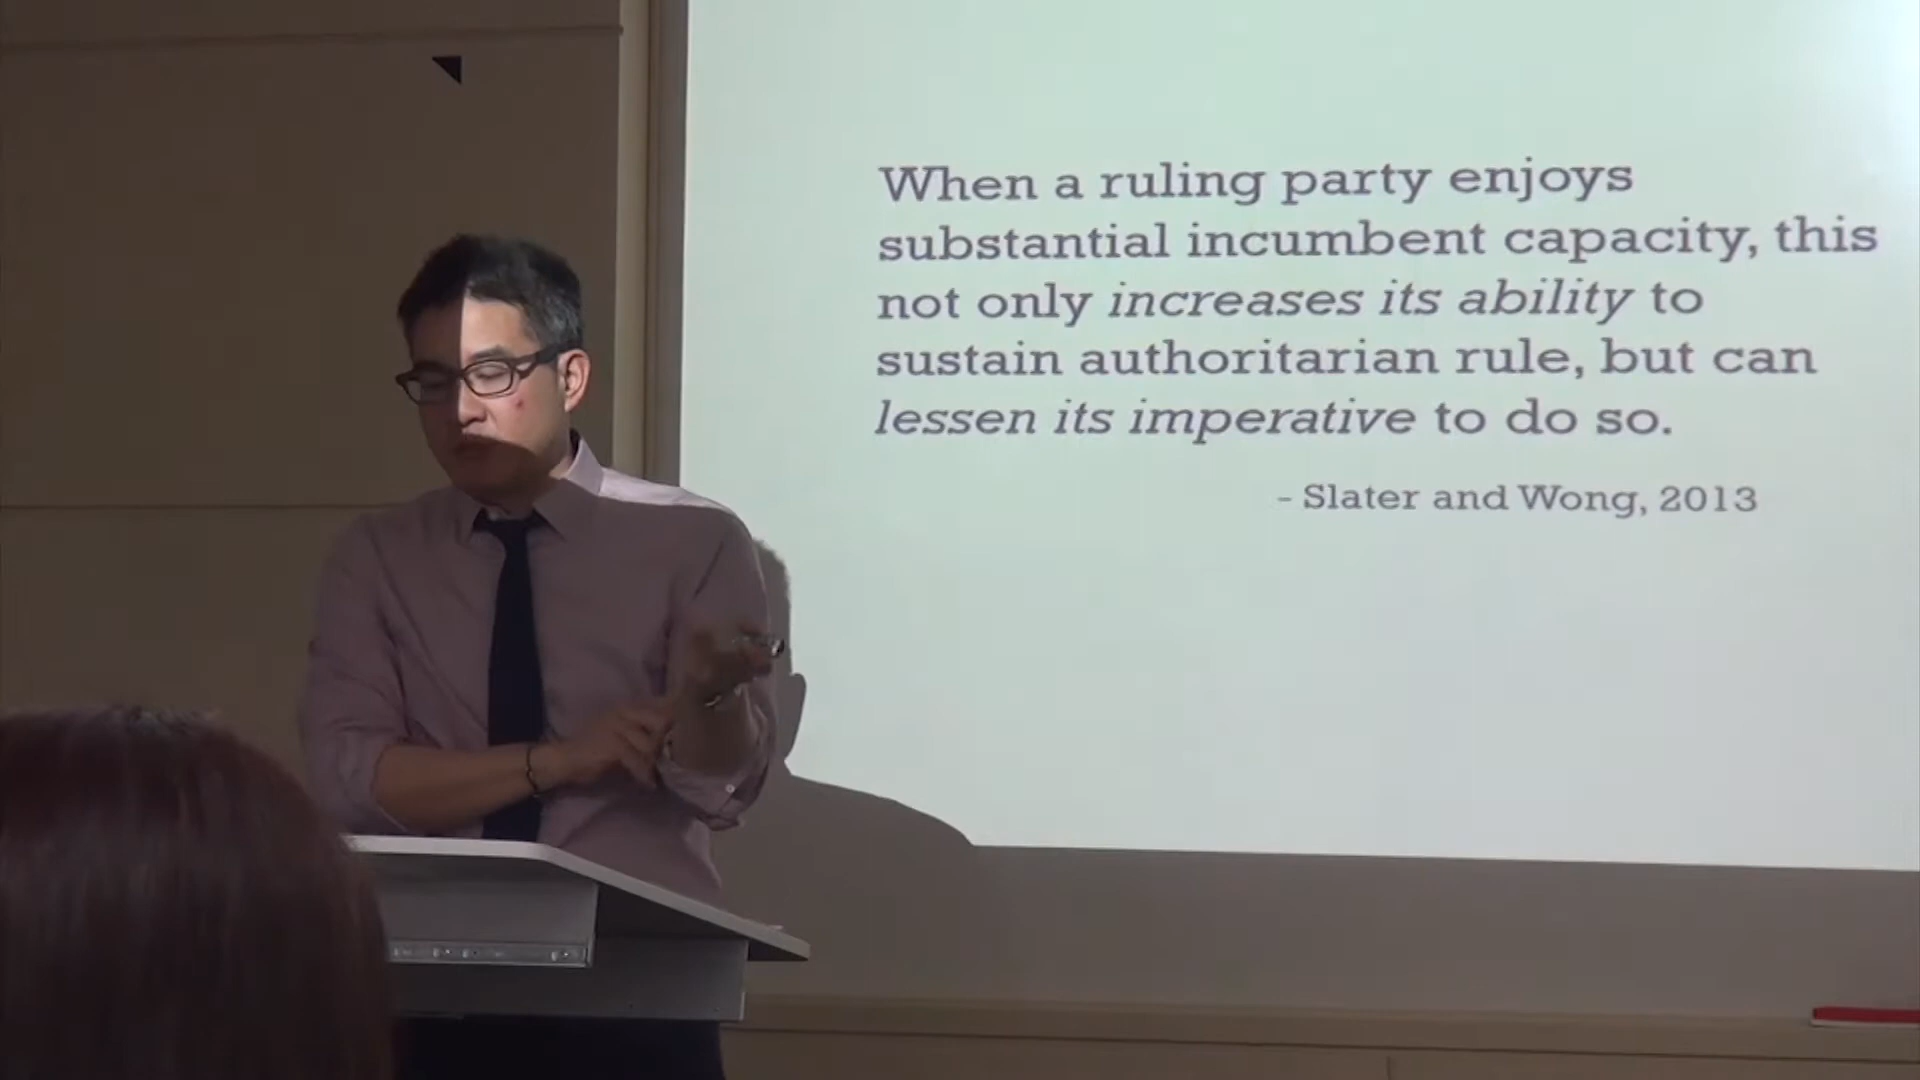 When a ruling party enjoys
substantial incumbent capacity, this
not only increases its ability to
sustain authoritarian rule, but can
lessen its imperative to do so.
- Slater and Wong, 2013